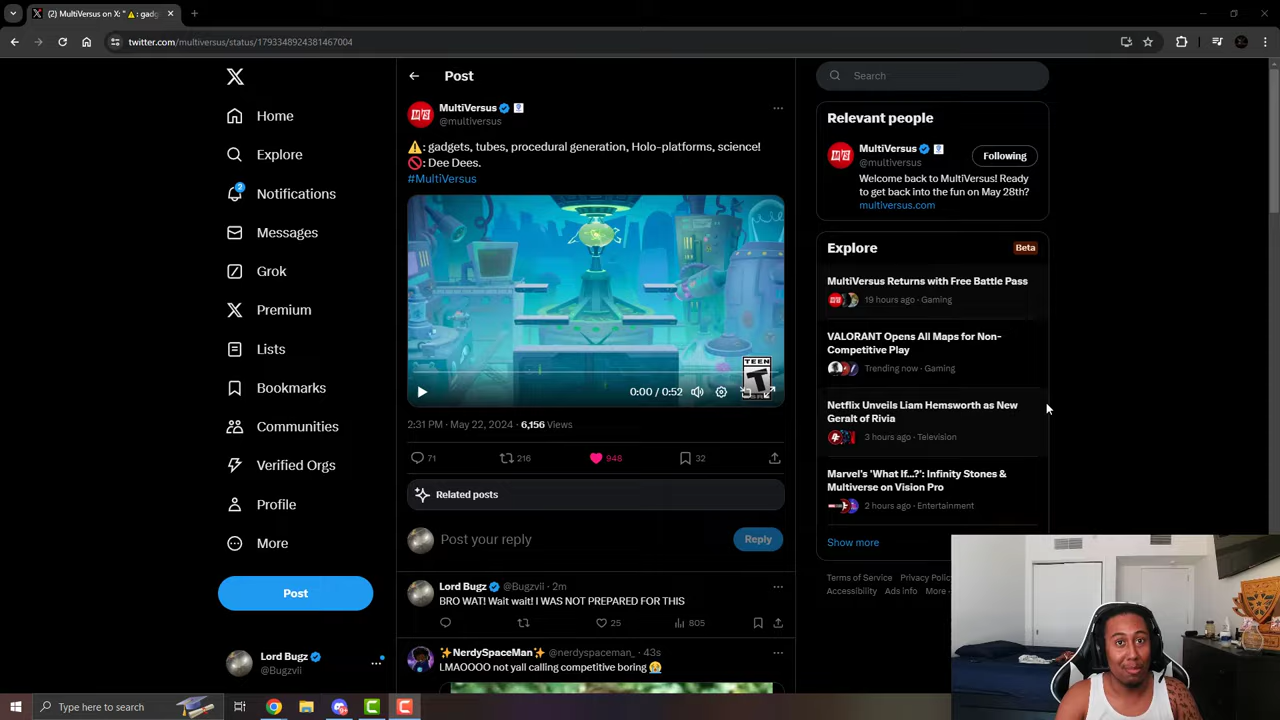 (2) MultiVersus on X: "⚠️: gadg
twitter.com/multiversus/status/1793348924381467004
Home
Explore
Notifications
2
Messages
Grok
Premium
Lists
Bookmarks
Communities
Verified Orgs
Profile
More
Post
Lord Bugz
@Bugzvii
Post
MultiVersus
@multiversus
⚠️: gadgets, tubes, procedural generation, Holo-platforms, science!
🚫: Dee Dees.
#MultiVersus
TEEN
T
0:00 / 0:52
2:31 PM · May 22, 2024 · 6,156 Views
71
216
948
32
Related posts
Post your reply
Reply
Lord Bugz @Bugzvii · 2m
BRO WAT! Wait wait! I WAS NOT PREPARED FOR THIS
25
805
✨NerdySpaceMan✨ @nerdyspaceman_ · 43s
LMAOOOO not yall calling competitive boring 😭
Search
Relevant people
MultiVersus
@multiversus
Following
Welcome back to MultiVersus! Ready
to get back into the fun on May 28th?
multiversus.com
Explore
Beta
MultiVersus Returns with Free Battle Pass
19 hours ago · Gaming
VALORANT Opens All Maps for Non-
Competitive Play
Trending now · Gaming
Netflix Unveils Liam Hemsworth as New
Geralt of Rivia
3 hours ago · Television
Marvel's 'What If...?': Infinity Stones &
Multiverse on Vision Pro
2 hours ago · Entertainment
Show more
Terms of Service Privacy Polic
Accessibility Ads info More ·
Type here to search